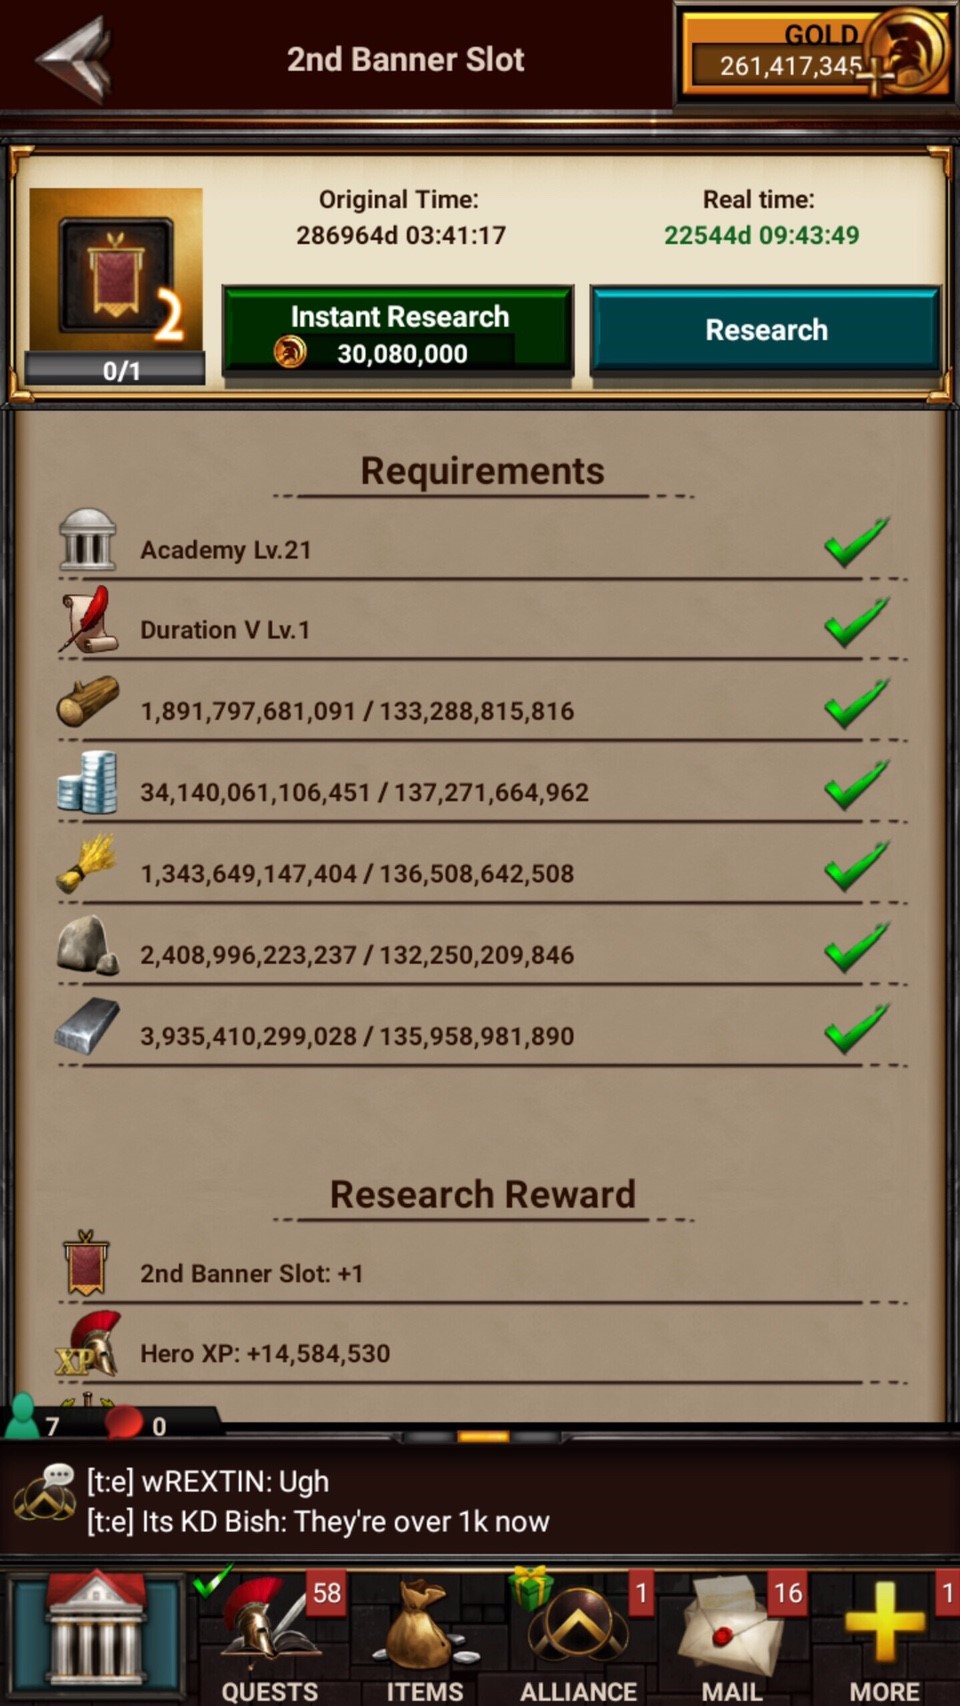 2nd Banner Slot
GOLD
261,417,345
Original Time:
286964d 03:41:17
Real time:
22544d 09:43:49
2
0/1
Instant Research
30,080,000
Research
Requirements
Academy Lv.21
Duration V Lv.1
1,891,797,681,091 / 133,288,815,816
34,140,061,106,451 / 137,271,664,962
1,343,649,147,404 / 136,508,642,508
2,408,996,223,237 / 132,250,209,846
3,935,410,299,028 / 135,958,981,890
Research Reward
2nd Banner Slot: +1
XP
Hero XP: +14,584,530
7
0
[t:e] wREXTIN: Ugh
[t:e] Its KD Bish: They're over 1k now
58
1
16
1
QUESTS
ITEMS
ALLIANCE
MAIL
MORE